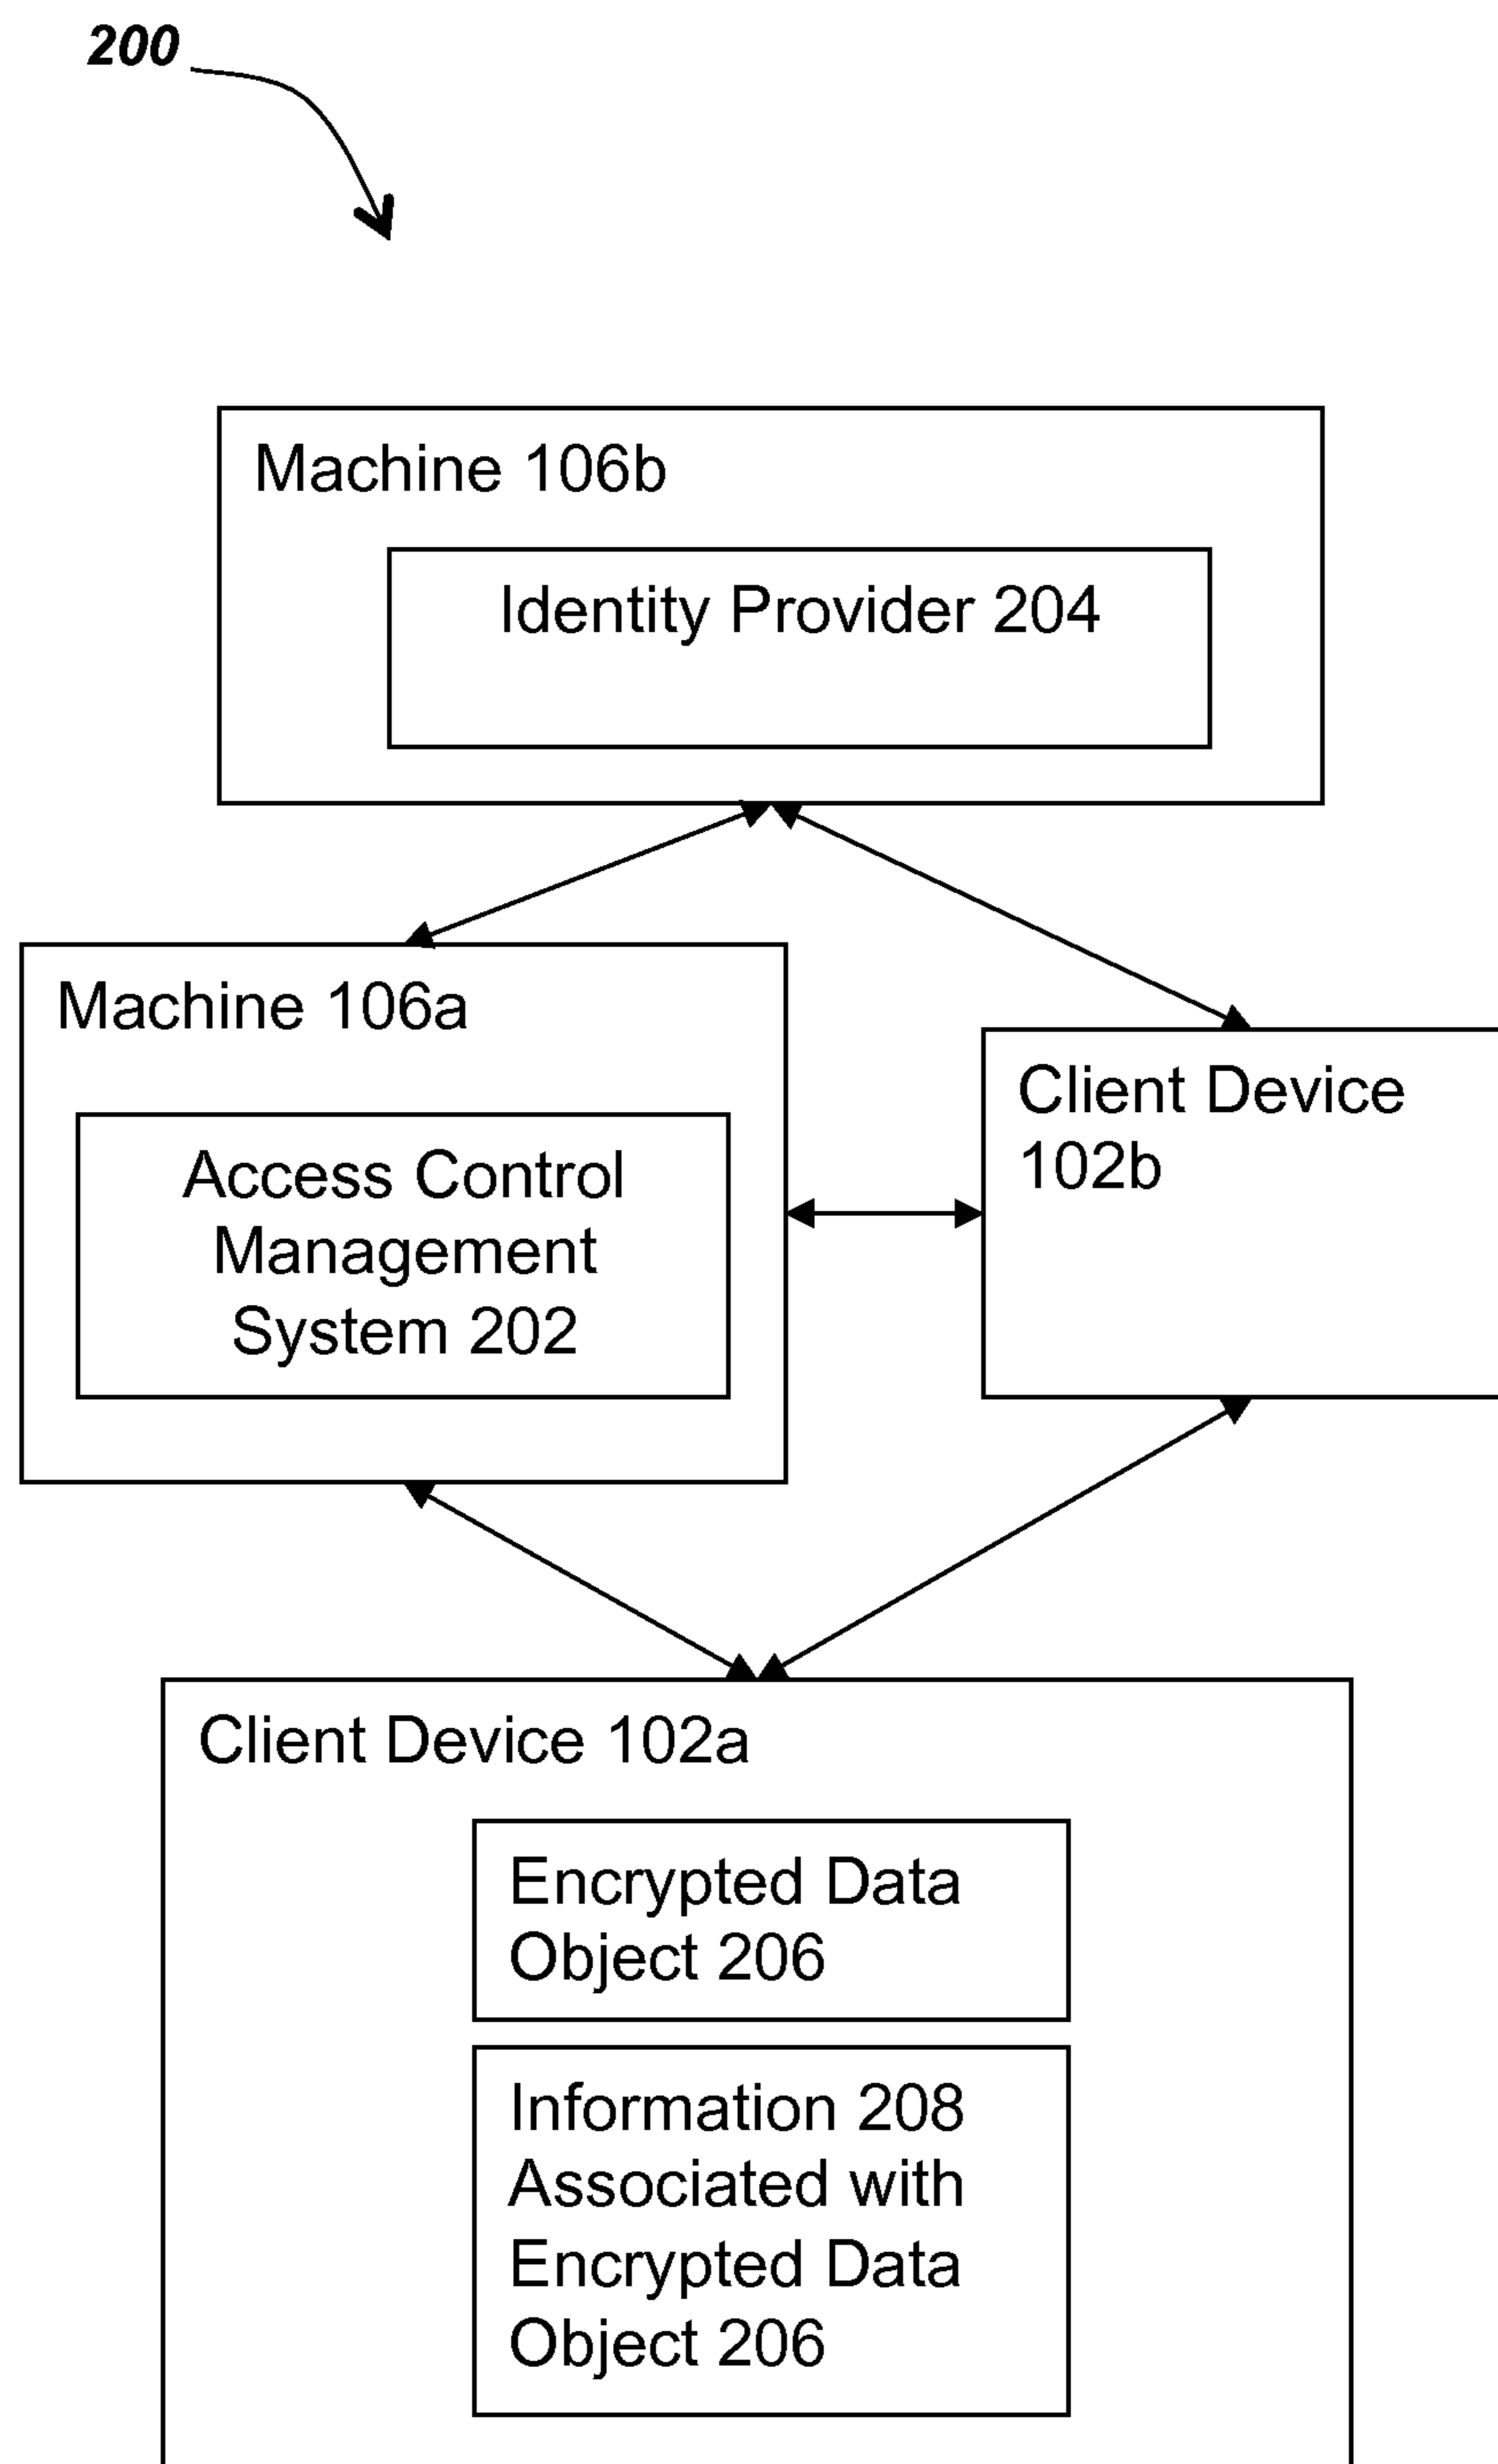 200
Machine 106b
Identity Provider 204
Machine 106a
Access Control
Management
System 202
Client Device
102b
Client Device 102a
Encrypted Data
Object 206
Information 208
Associated with
Encrypted Data
Object 206